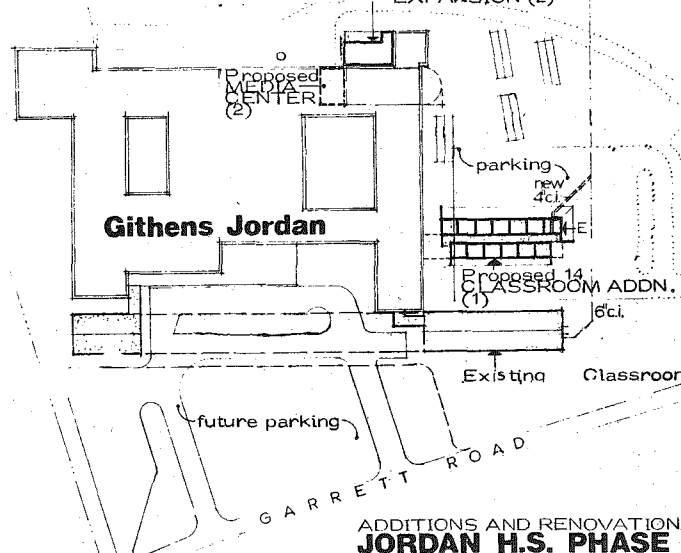 EXPANSION (2)
Proposed
MEDIA
CENTER
(2)
parking
new
4"c.i.
Githens Jordan
E
Proposed 14
CLASSROOM ADDN.
(1)
6"c.i.
Existing Classroor
future parking
GARRETT ROAD
ADDITIONS AND RENOVATION
JORDAN H.S. PHASE